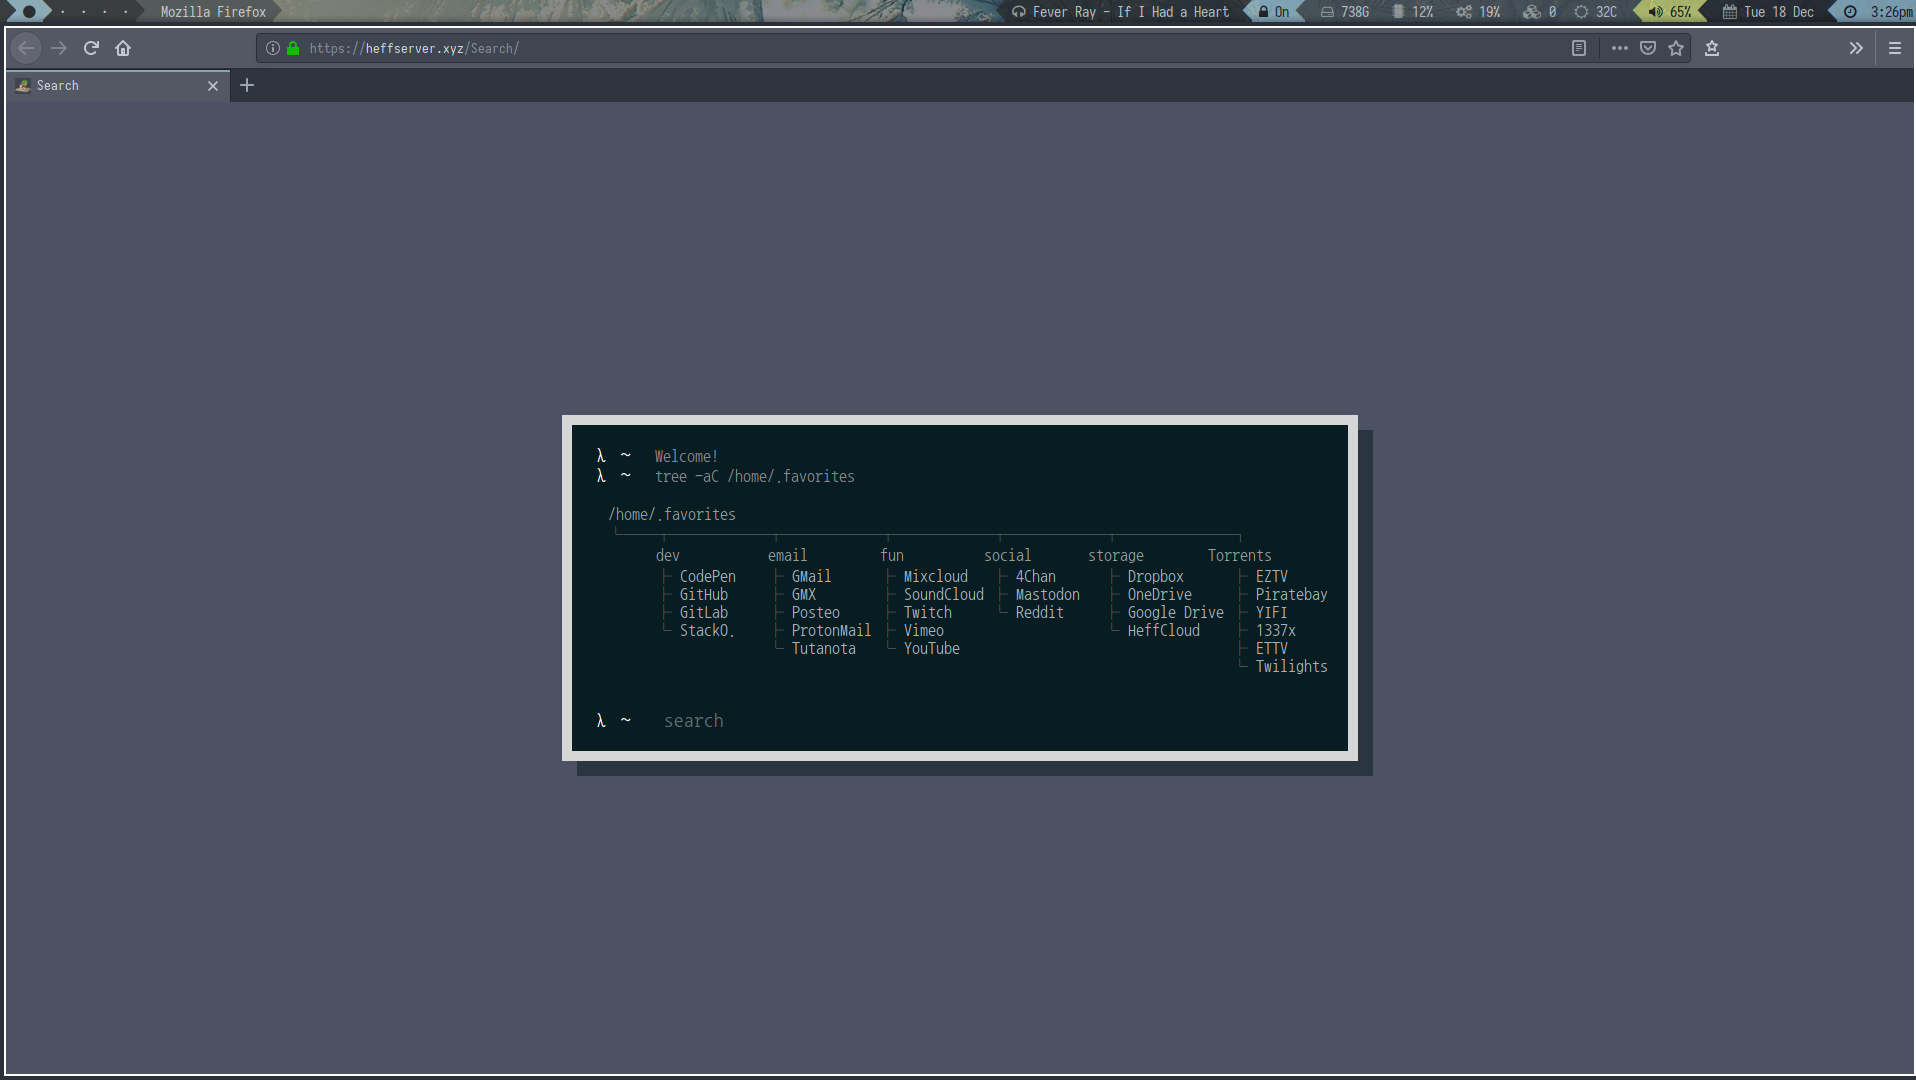 Mozilla Firefox Fever Ray - If I Had a Heart On 738G 12% 19% 0 32C 65% Tue 18 Dec 3:26pm
https://heffserver.xyz/Search/
Search
λ ~ Welcome!
λ ~ tree -aC /home/.favorites
/home/.favorites
dev email fun social storage Torrents
CodePen GMail Mixcloud 4Chan Dropbox EZTV
GitHub GMX SoundCloud Mastodon OneDrive Piratebay
GitLab Posteo Twitch Reddit Google Drive YIFI
StackO. ProtonMail Vimeo HeffCloud 1337x
Tutanota YouTube ETTV
Twilights
λ ~ search